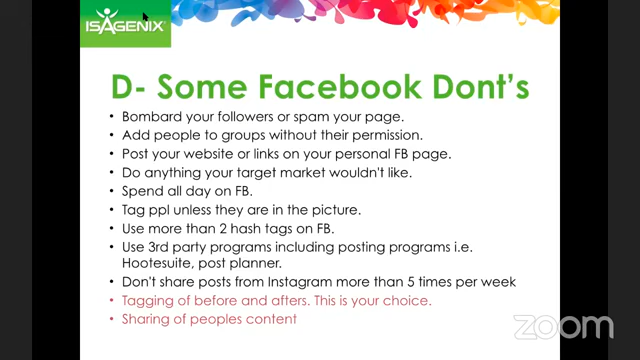 ISAGENIX
D- Some Facebook Dont's
• Bombard your followers or spam your page.
• Add people to groups without their permission.
• Post your website or links on your personal FB page.
• Do anything your target market wouldn't like.
• Spend all day on FB.
• Tag ppl unless they are in the picture.
• Use more than 2 hash tags on FB.
• Use 3rd party programs including posting programs i.e.
Hootesuite, post planner.
• Don't share posts from Instagram more than 5 times per week
• Tagging of before and afters. This is your choice.
• Sharing of peoples content
zoom